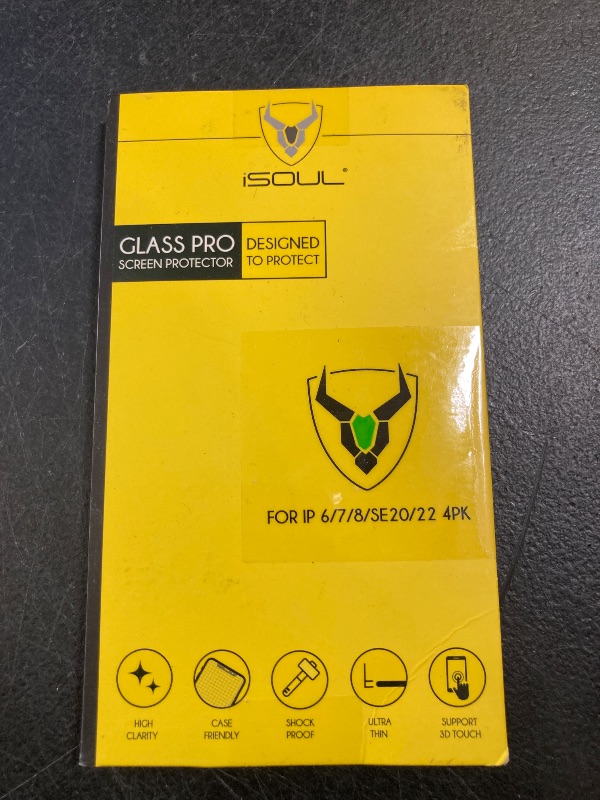 iSOUL®
GLASS PRO
SCREEN PROTECTOR
DESIGNED
TO PROTECT
FOR IP 6/7/8/SE20/22 4PK
HIGH
CLARITY
CASE
FRIENDLY
SHOCK
PROOF
ULTRA
THIN
SUPPORT
3D TOUCH